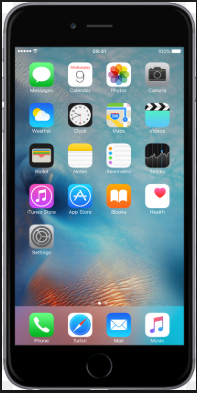 09:41 100%
Wednesday
9
Messages Calendar Photos Camera
Weather Clock Maps Videos
Wallet Notes Reminders Stocks
iTunes Store App Store iBooks Health
Settings
Phone Safari Mail Music